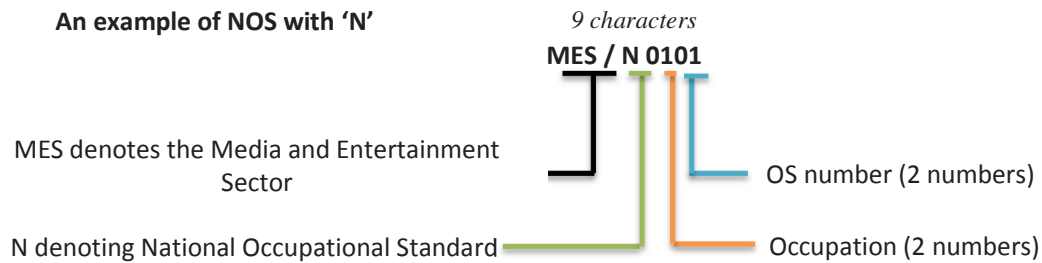 An example of NOS with ‘N’
9 characters
MES / N 0101
MES denotes the Media and Entertainment
Sector
OS number (2 numbers)
N denoting National Occupational Standard
Occupation (2 numbers)